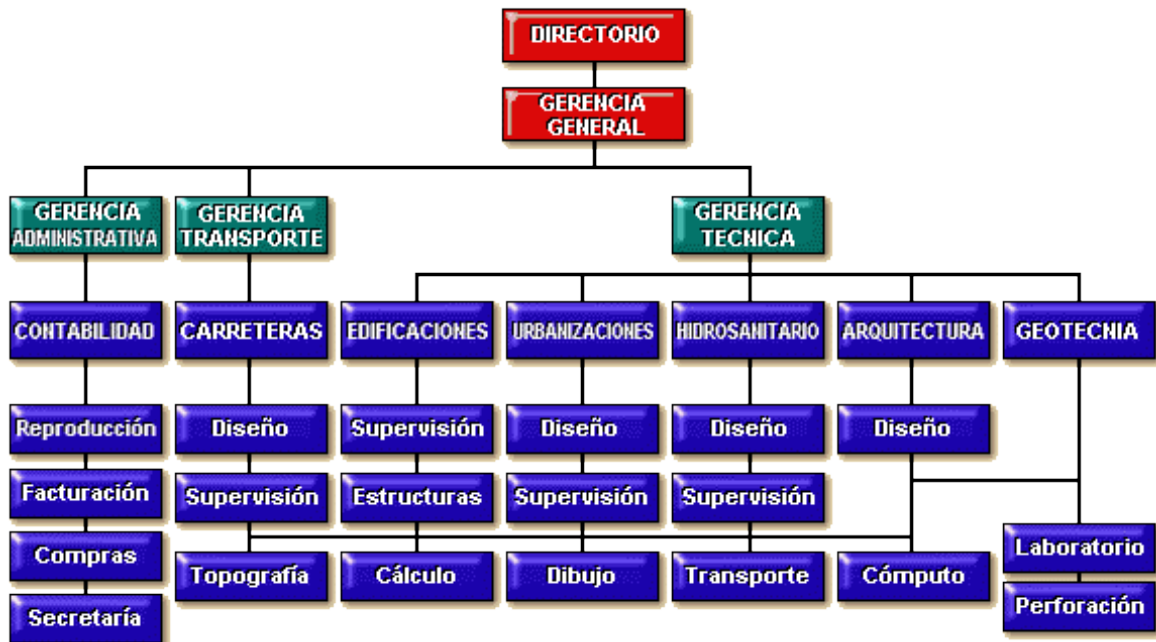 DIRECTORIO
GERENCIA
GENERAL
GERENCIA
ADMINISTRATIVA
GERENCIA
TRANSPORTE
GERENCIA
TECNICA
CONTABILIDAD
CARRETERAS
EDIFICACIONES
URBANIZACIONES
HIDROSANITARIO
ARQUITECTURA
GEOTECNIA
Reproducción
Diseño
Supervisión
Diseño
Diseño
Diseño
Facturación
Supervisión
Estructuras
Supervisión
Supervisión
Compras
Topografía
Cálculo
Dibujo
Transporte
Cómputo
Laboratorio
Secretaría
Perforación